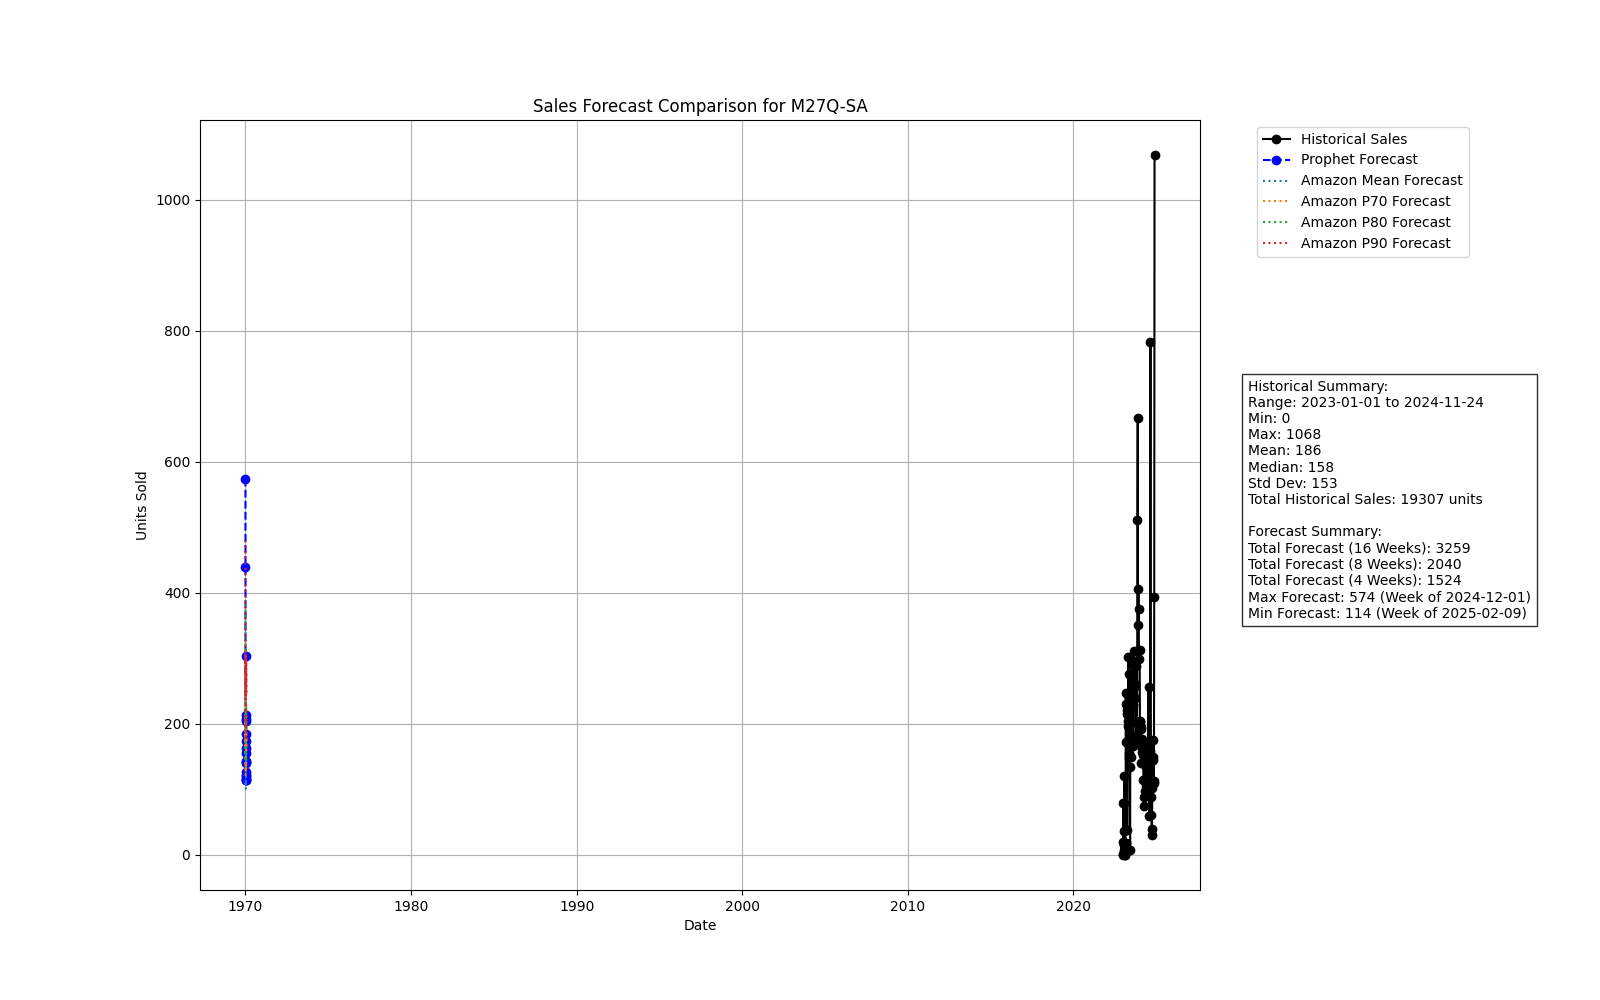 Sales Forecast Comparison for M27Q-SA
Historical Sales
Prophet Forecast
Amazon Mean Forecast
Amazon P70 Forecast
Amazon P80 Forecast
Amazon P90 Forecast
1000
800
600
400
200
0
Units Sold
1970
1980
1990
2000
2010
2020
Date
Historical Summary:
Range: 2023-01-01 to 2024-11-24
Min: 0
Max: 1068
Mean: 186
Median: 158
Std Dev: 153
Total Historical Sales: 19307 units
Forecast Summary:
Total Forecast (16 Weeks): 3259
Total Forecast (8 Weeks): 2040
Total Forecast (4 Weeks): 1524
Max Forecast: 574 (Week of 2024-12-01)
Min Forecast: 114 (Week of 2025-02-09)